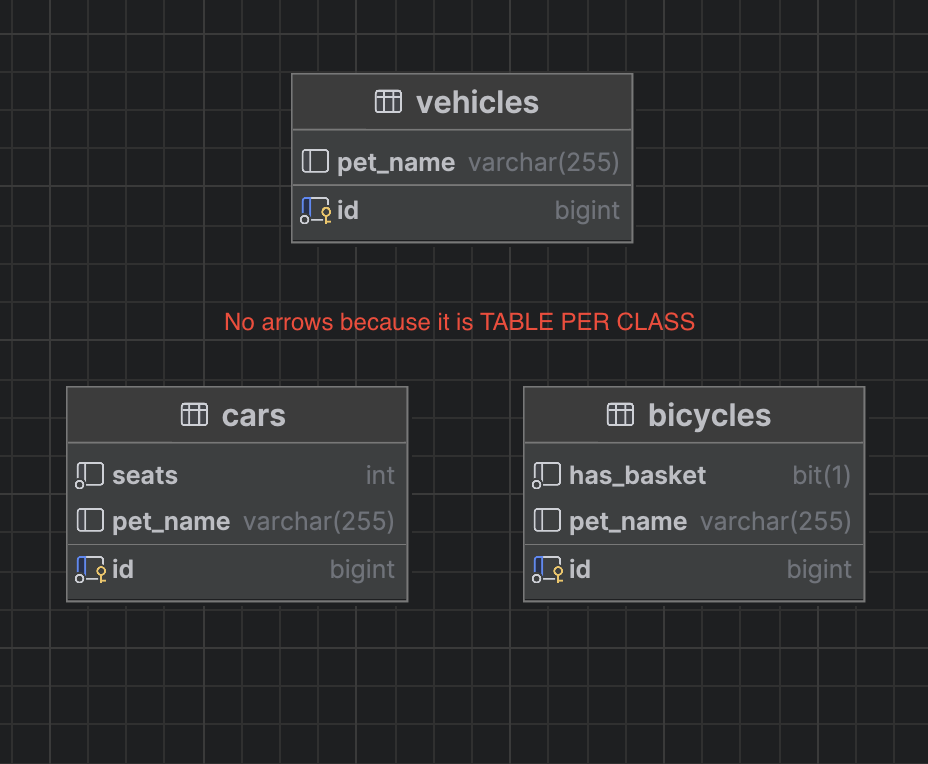 vehicles
pet_name varchar(255)
id bigint
No arrows because it is TABLE PER CLASS
cars
seats int
pet_name varchar(255)
id bigint
bicycles
has_basket bit(1)
pet_name varchar(255)
id bigint